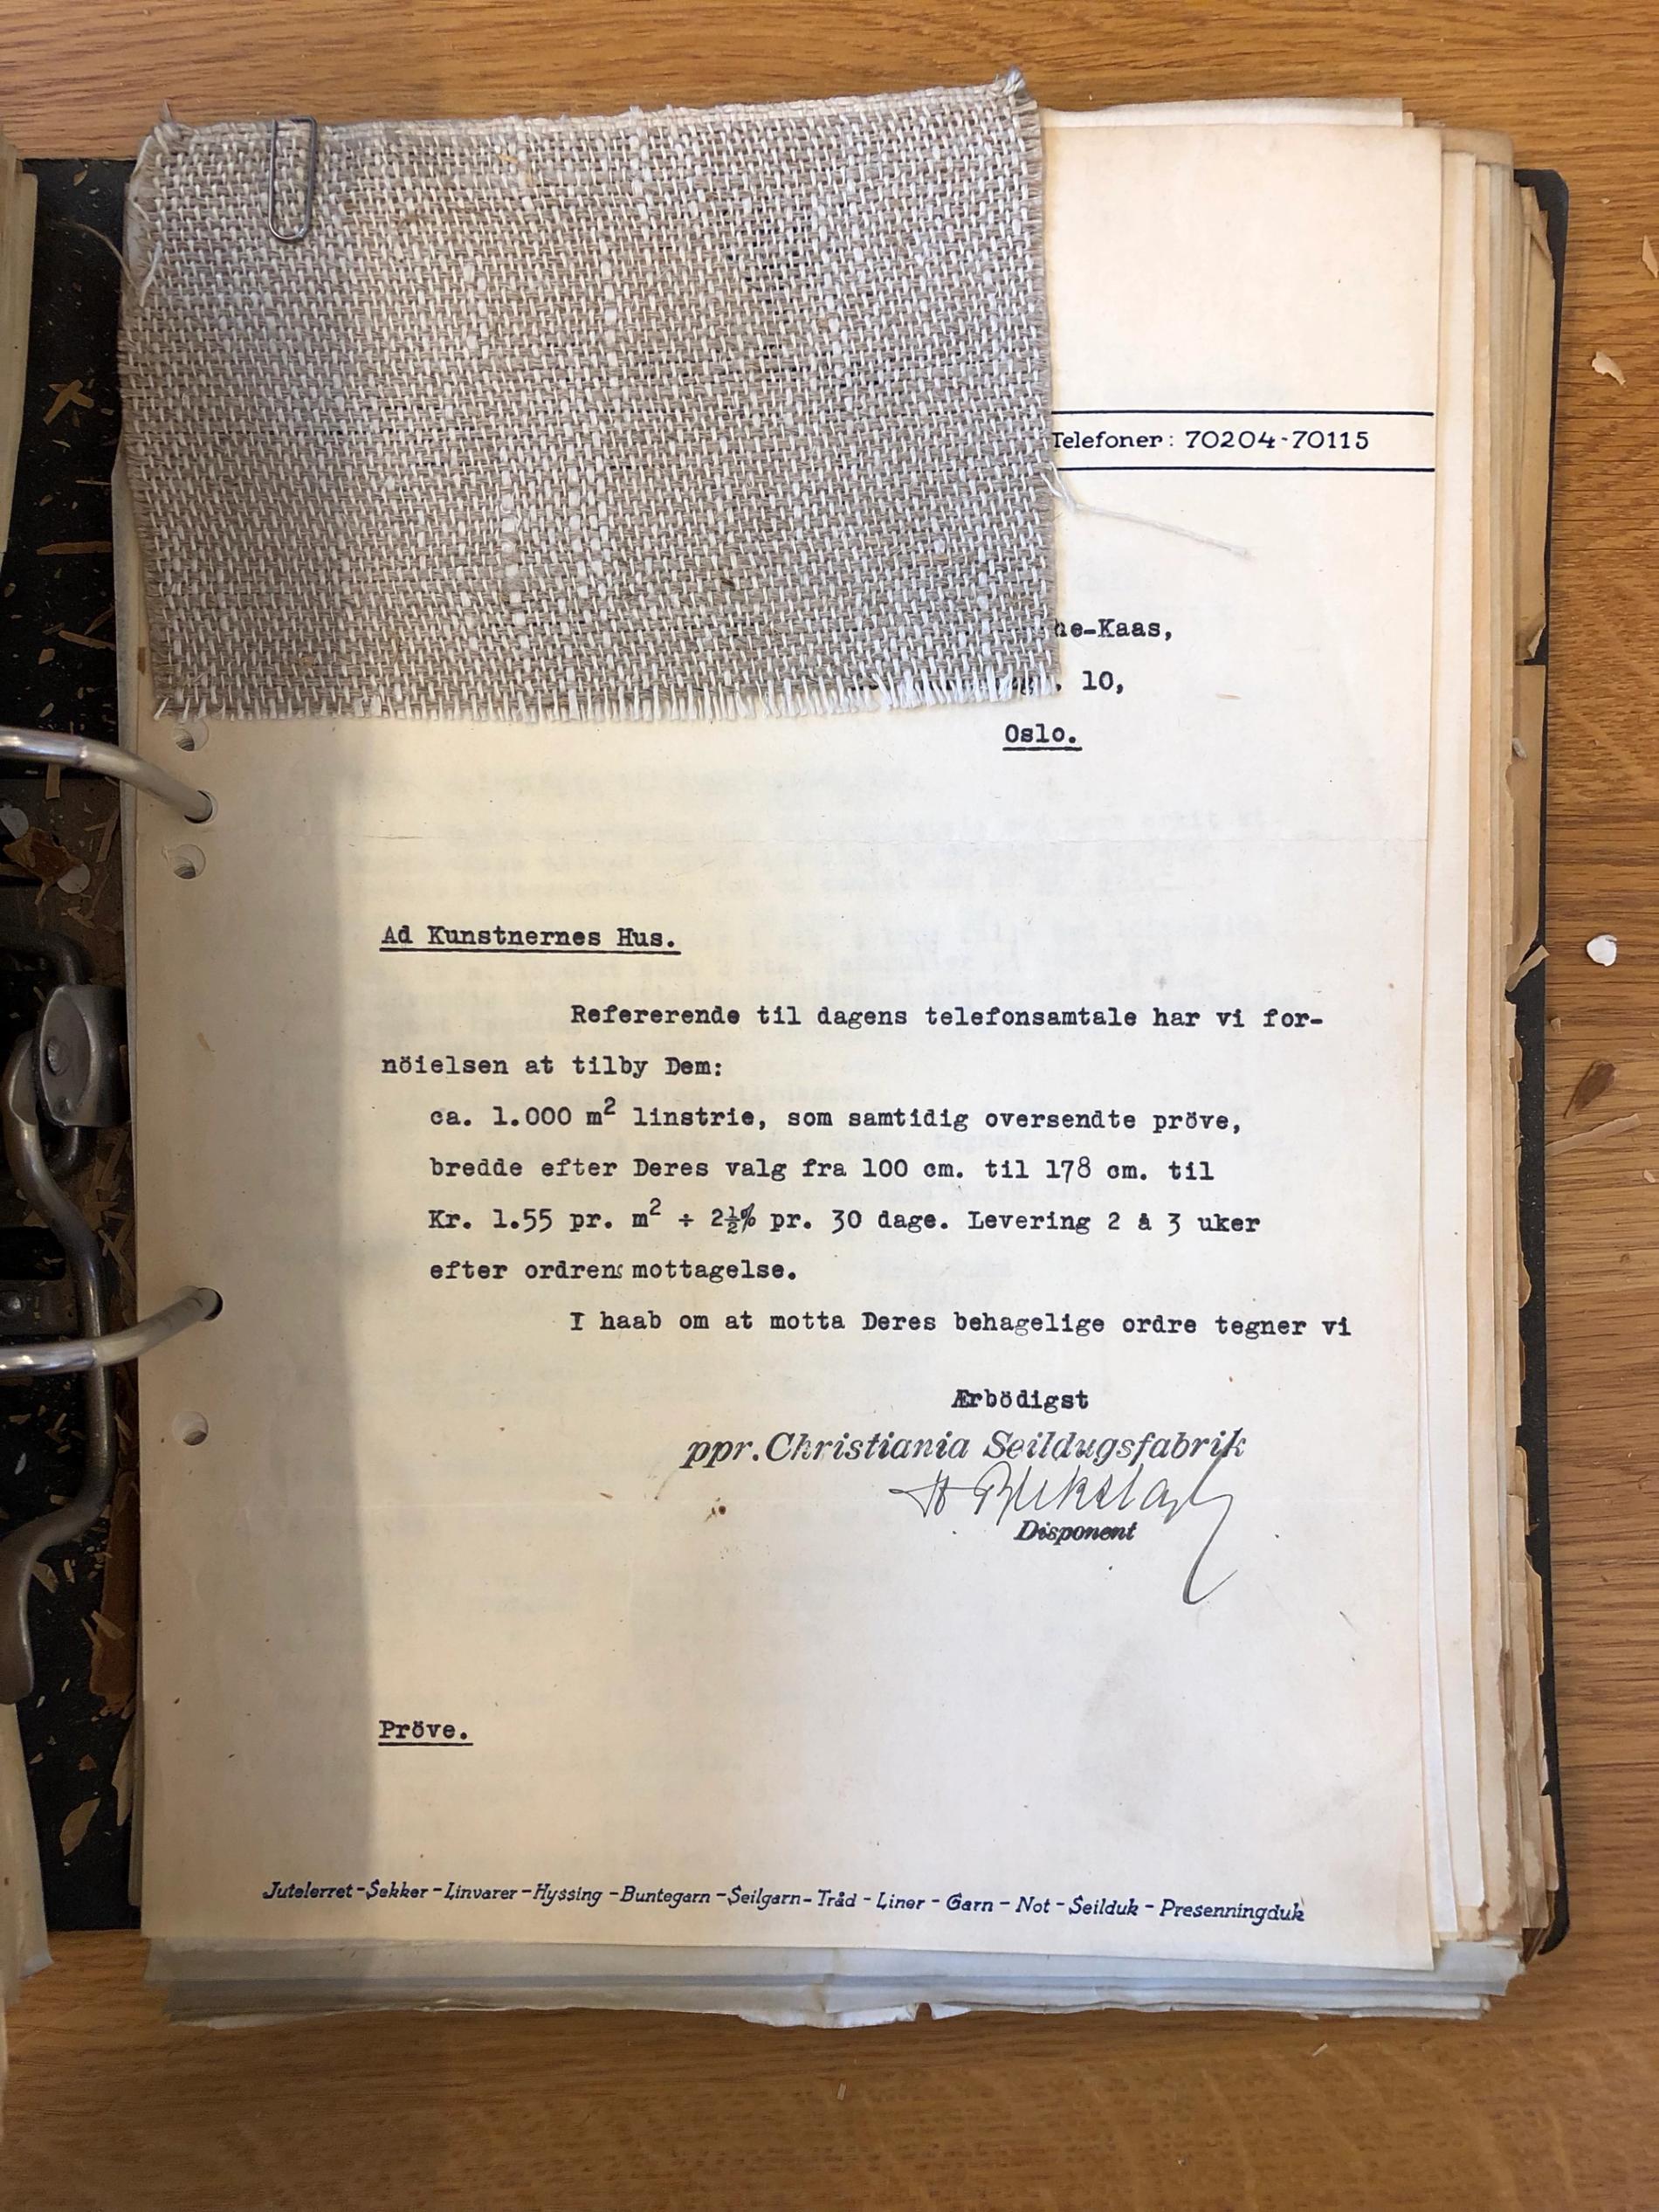 Telefoner: 70204-70115
he-Kaas,
10,
Oslo.
Ad Kunstnernes Hus.
Refererende til dagens telefonsamtale har vi for-
nöielsen at tilby Dem:
ca. 1.000 m² linstrie, som samtidig oversendte pröve,
bredde efter Deres valg fra 100 cm. til 178 cm. til
Kr. 1.55 pr. m² ÷ 2½% pr. 30 dage. Levering 2 á 3 uker
efter ordrens mottagelse.
I haab om at motta Deres behagelige ordre tegner vi
Ærbödigst
ppr. Christiania Seildugsfabrik
Disponent
Pröve.
Jutelerret - Sekker - Linvarer - Hyssing - Buntegarn - Seilgarn - Tråd - Liner - Garn - Not - Seilduk - Presenningduk